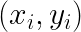 (x_i, y_i)